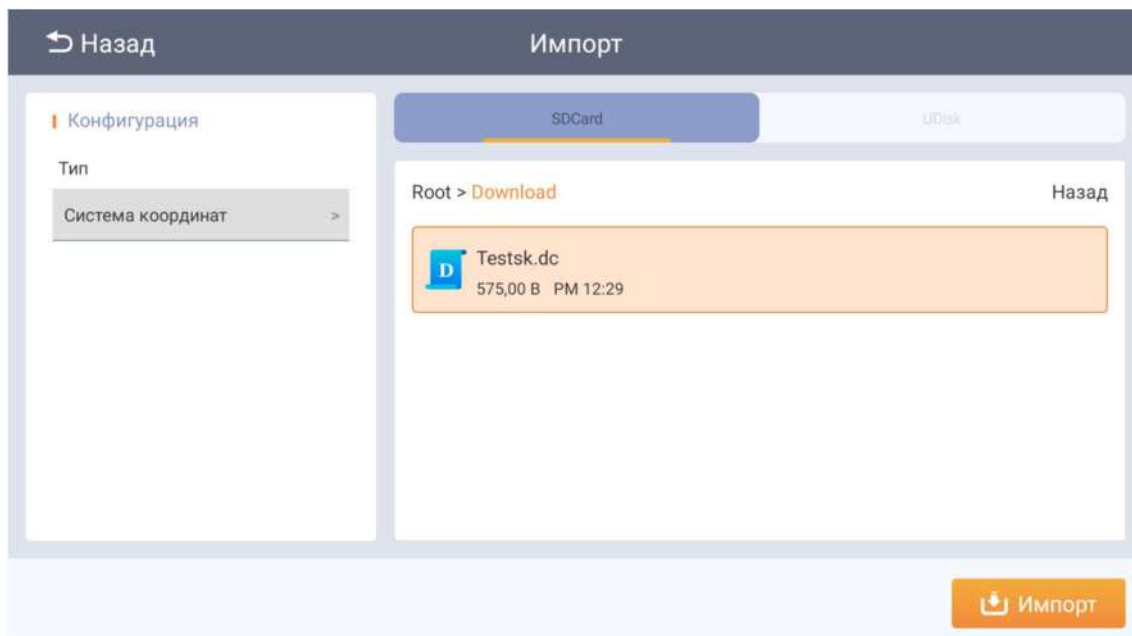 Назад
Импорт
Конфигурация
Тип
Система координат >
SDCard
UDisk
Root > Download
Назад
D
Testsk.dc
575,00 B PM 12:29
Импорт